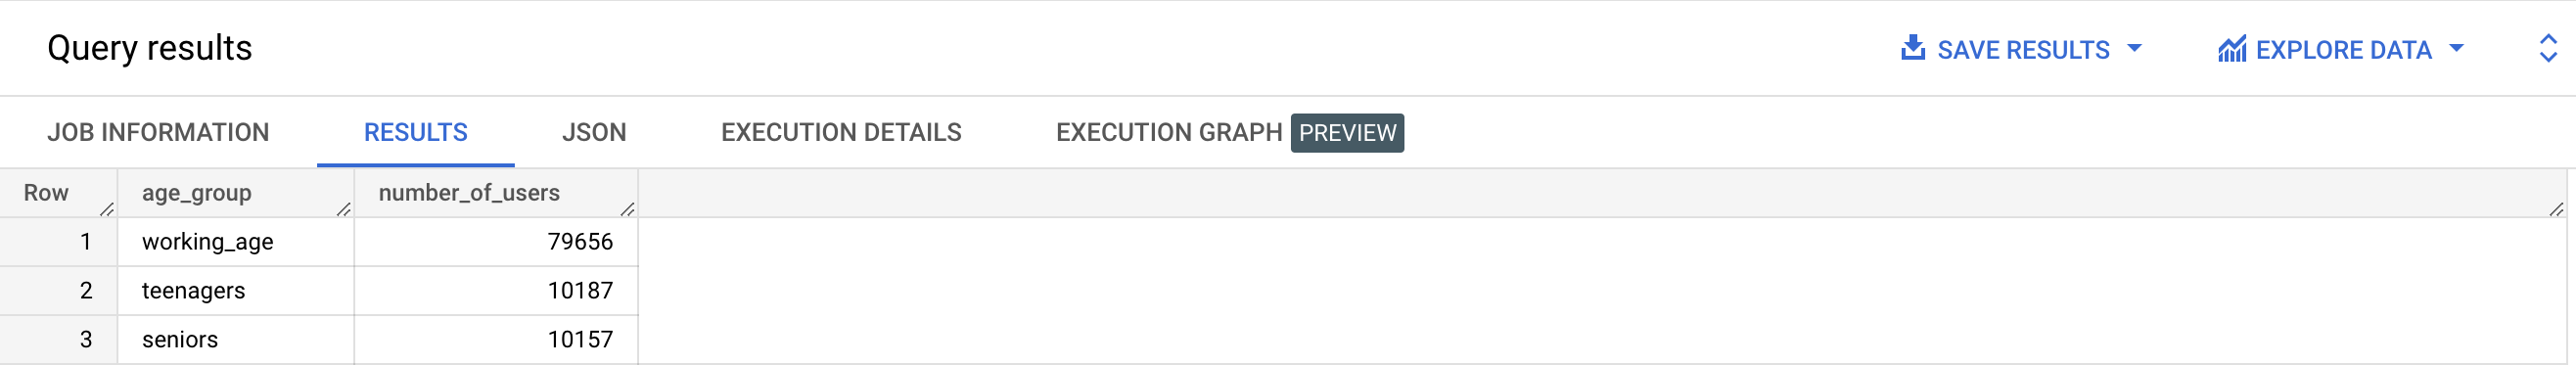 Query results SAVE RESULTS EXPLORE DATA
JOB INFORMATION RESULTS JSON EXECUTION DETAILS EXECUTION GRAPH PREVIEW
Row age_group number_of_users
1 working_age 79656
2 teenagers 10187
3 seniors 10157